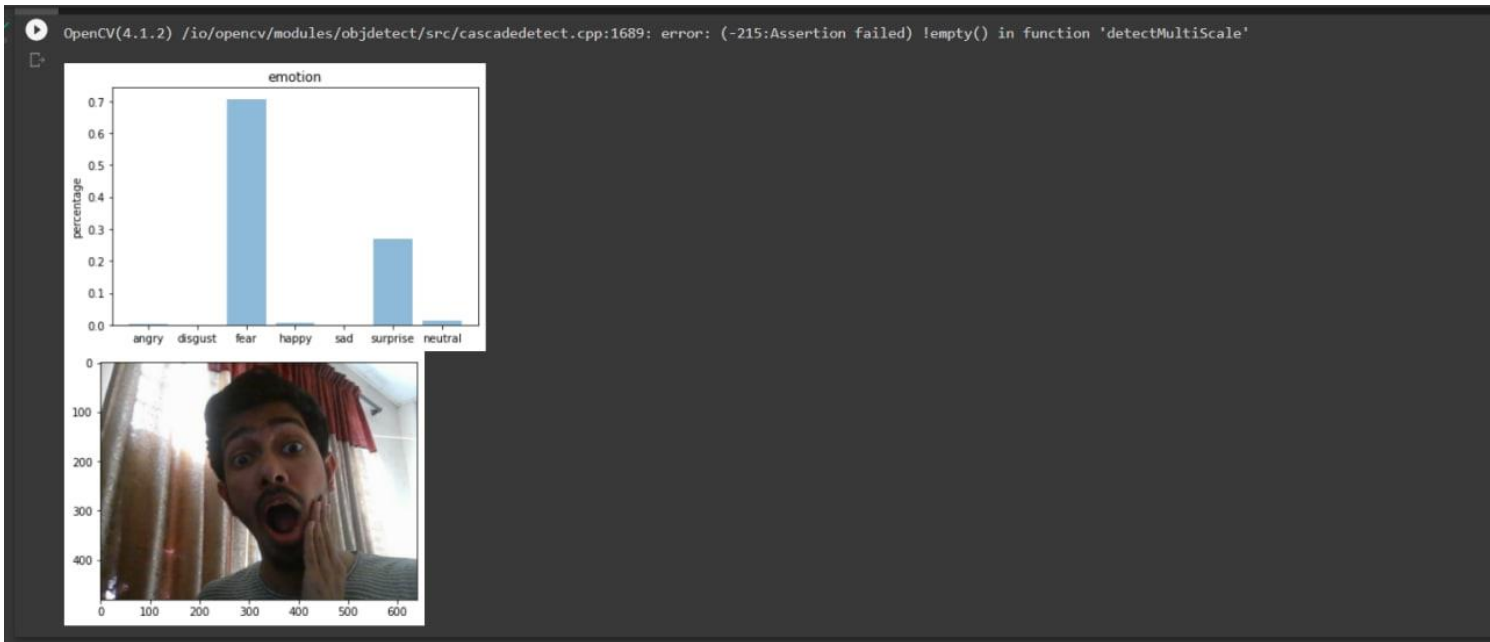 OpenCV(4.1.2) /io/opencv/modules/objdetect/src/cascadedetect.cpp:1689: error: (-215:Assertion failed) !empty() in function 'detectMultiScale'
emotion
percentage
0.7
0.6
0.5
0.4
0.3
0.2
0.1
0.0
angry disgust fear happy sad surprise neutral
0
100
200
300
400
0 100 200 300 400 500 600